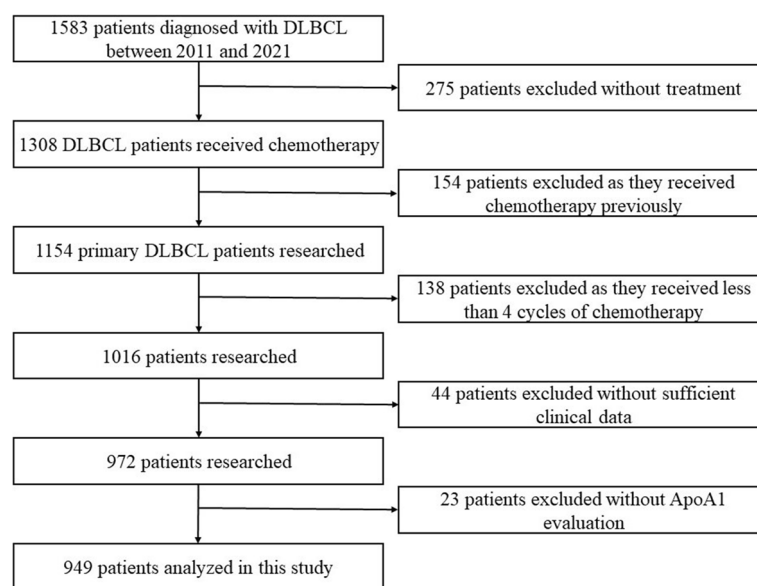 1583 patients diagnosed with DLBCL
between 2011 and 2021
275 patients excluded without treatment
1308 DLBCL patients received chemotherapy
154 patients excluded as they received
chemotherapy previously
1154 primary DLBCL patients researched
138 patients excluded as they received less
than 4 cycles of chemotherapy
1016 patients researched
44 patients excluded without sufficient
clinical data
972 patients researched
23 patients excluded without ApoA1
evaluation
949 patients analyzed in this study